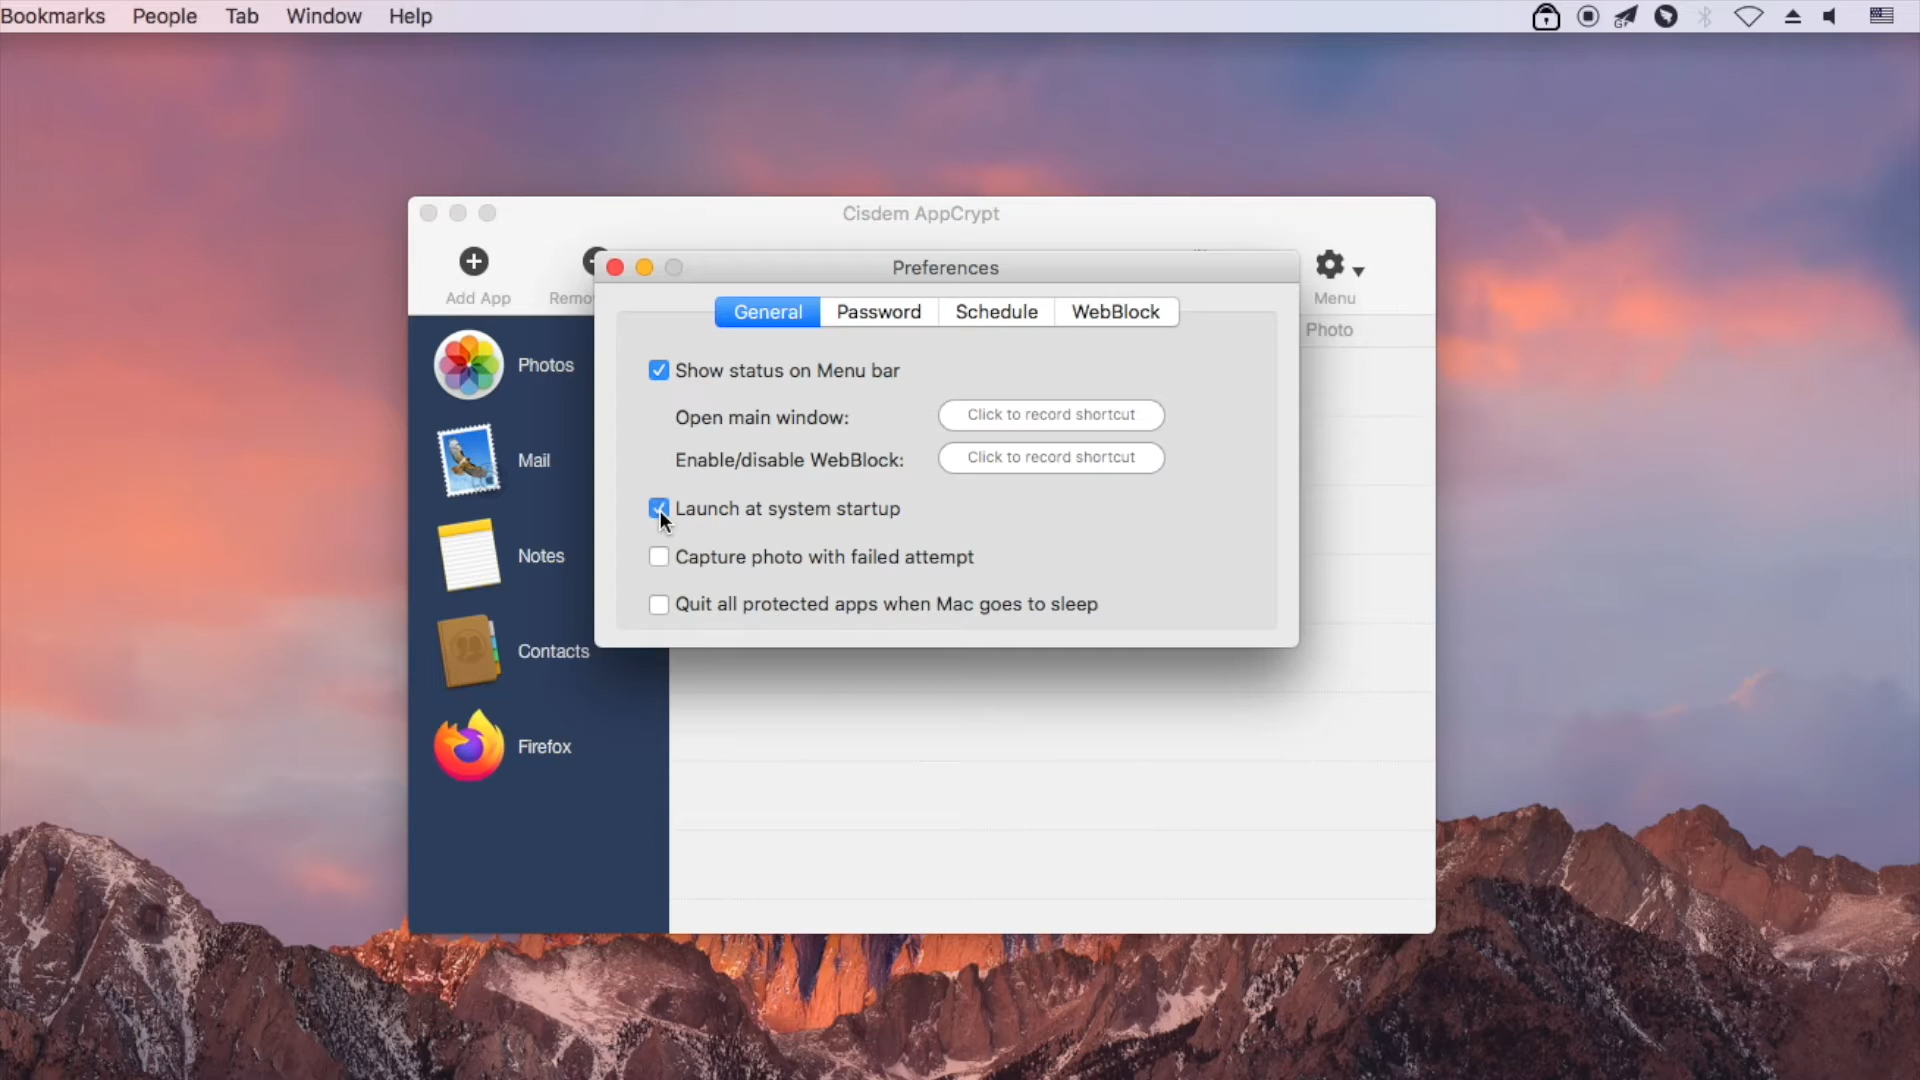 Bookmarks People Tab Window Help
Cisdem AppCrypt
Add App Remo Menu
Preferences
General Password Schedule WebBlock
Photo
Show status on Menu bar
Open main window: Click to record shortcut
Enable/disable WebBlock: Click to record shortcut
Launch at system startup
Capture photo with failed attempt
Quit all protected apps when Mac goes to sleep
Photos
Mail
Notes
Contacts
Firefox